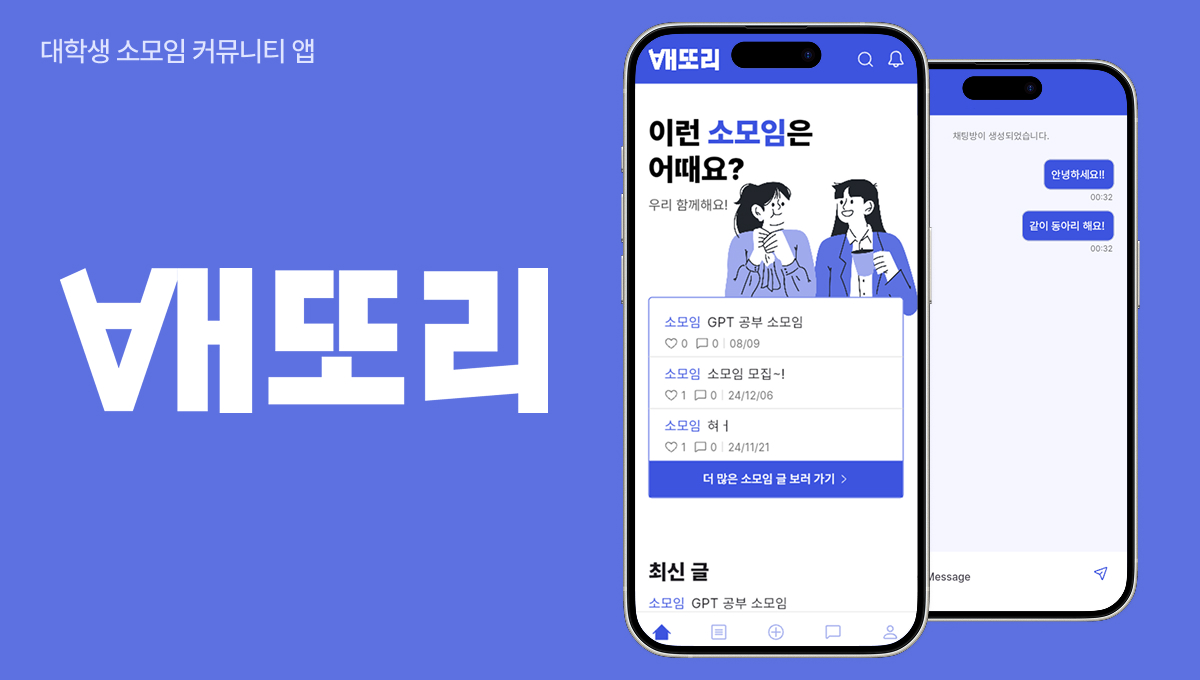 대학생 소모임 커뮤니티 앱
배또리
배또리
이런 소모임은
어때요?
우리 함께해요!
소모임 GPT 공부 소모임
0 0 08/09
소모임 소모임 모집~!
1 0 24/12/06
소모임 혀ㅕ
1 0 24/11/21
더 많은 소모임 글 보러 가기 >
최신 글
소모임 GPT 공부 소모임
채팅방이 생성되었습니다.
안녕하세요!!
00:32
같이 동아리 해요!
00:32
Message